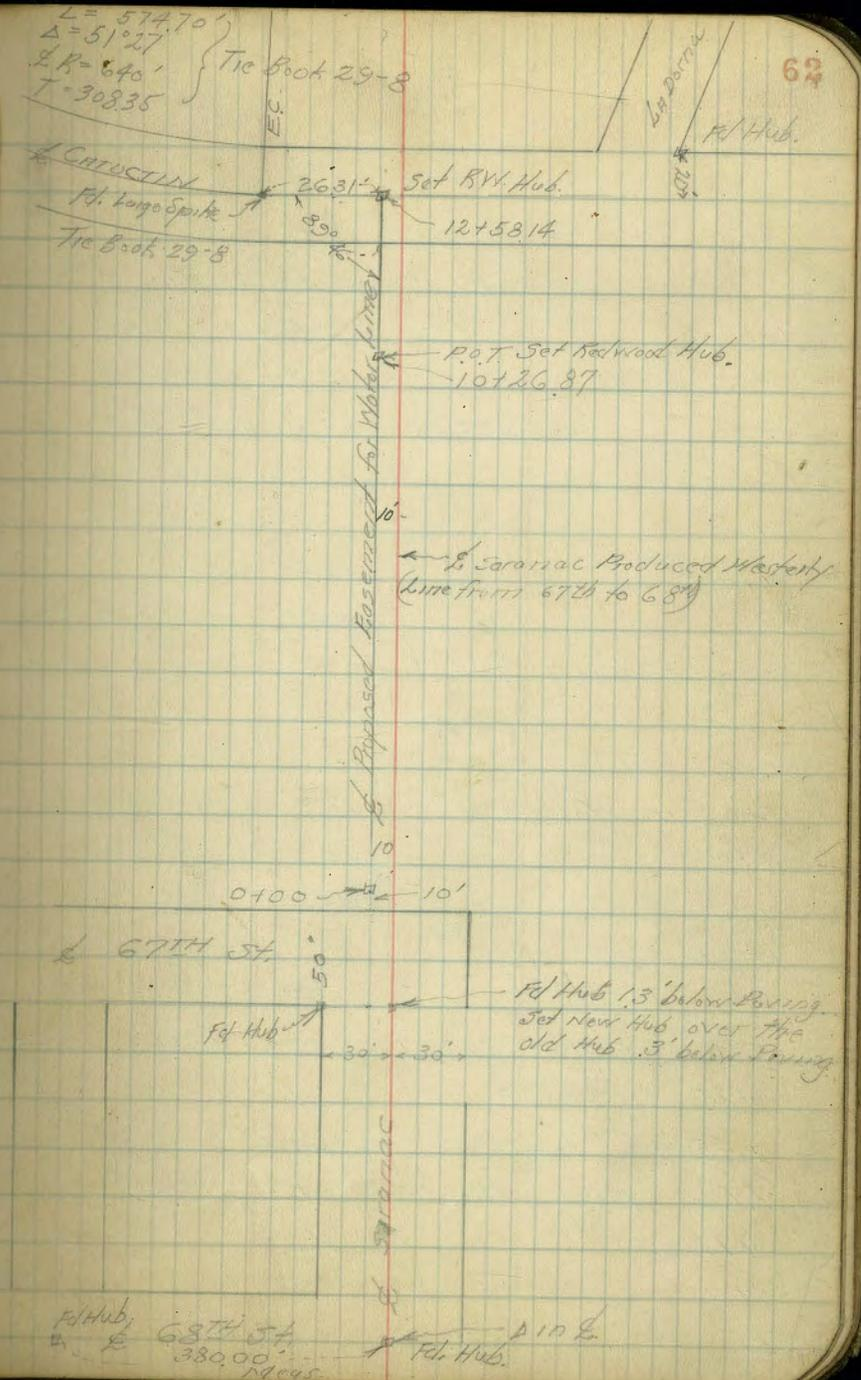 L = 574.70'
Δ = 51°27
℄ R = 640'
T = 308.35
Tie Book 29-8
62
E.C.
La Dorna
Fd Hub.
℄ CATOCTIN
26.31'
Set RW. Hub.
Fd. Large Spike
89°
12+58.14
Tie Book 29-8
P.O.T. Set Redwood Hub.
10+26.87
℄ Proposed Easement for Water Line
10'
℄ Saranac Produced Westerly
(Line from 67th to 68th)
10
0+00
10'
℄ 67TH St.
50'
Fd Hub 1.3' below Paving.
Set New Hub over the
old Hub .3' below Paving
Fd Hub
30' 30'
℄ Saranac
Fd Hub,
℄ 68TH St.
380.00'
Meas.
Δ in ℄
Fd. Hub.